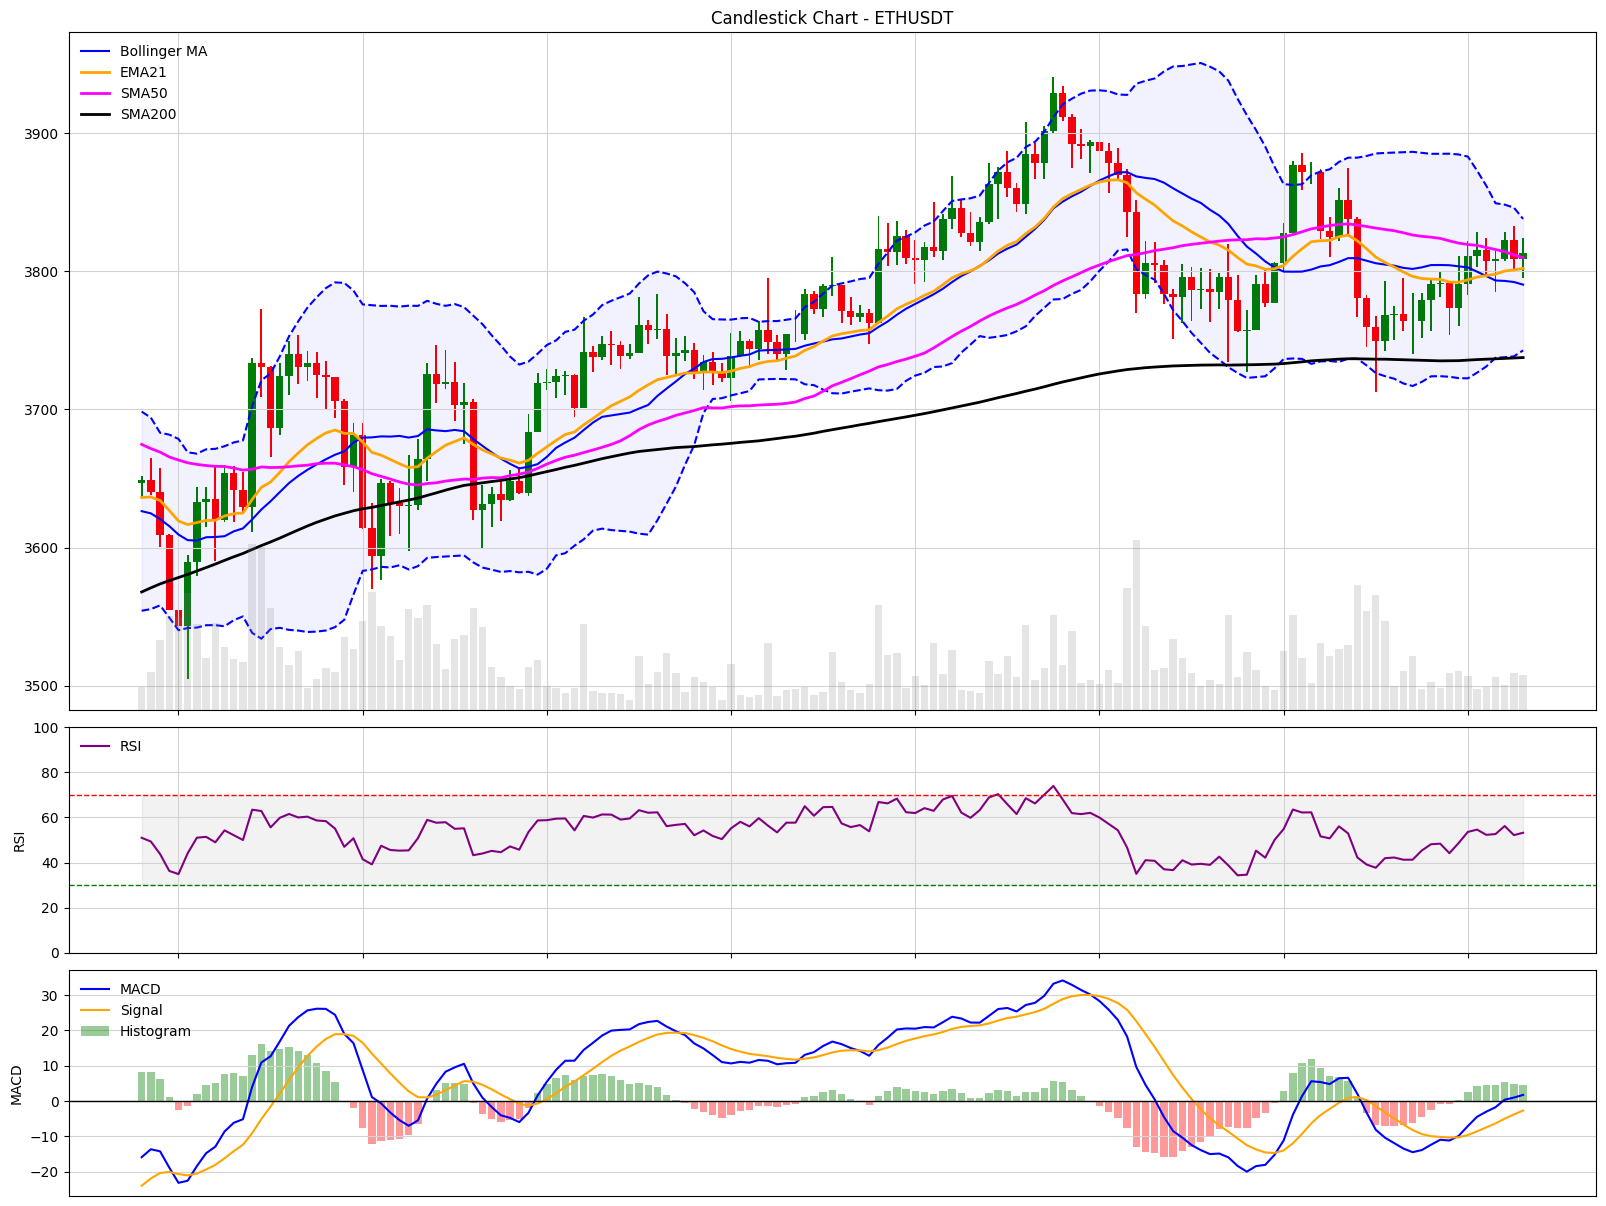 Candlestick Chart - ETHUSDT
Bollinger MA
EMA21
SMA50
SMA200
3900
3800
3700
3600
3500
RSI
100
80
60
40
20
0
RSI
MACD
Signal
Histogram
30
20
10
0
−10
−20
MACD